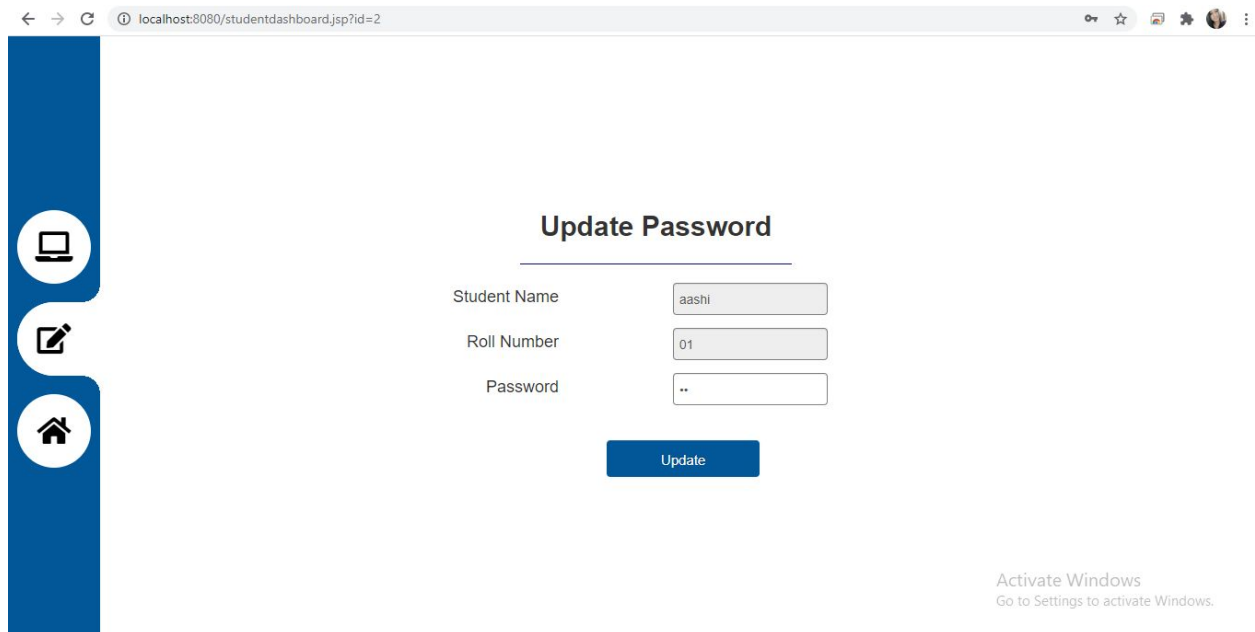 localhost:8080/studentdashboard.jsp?id=2
Update Password
Student Name
aashi
Roll Number
01
Password
••
Update
Activate Windows
Go to Settings to activate Windows.